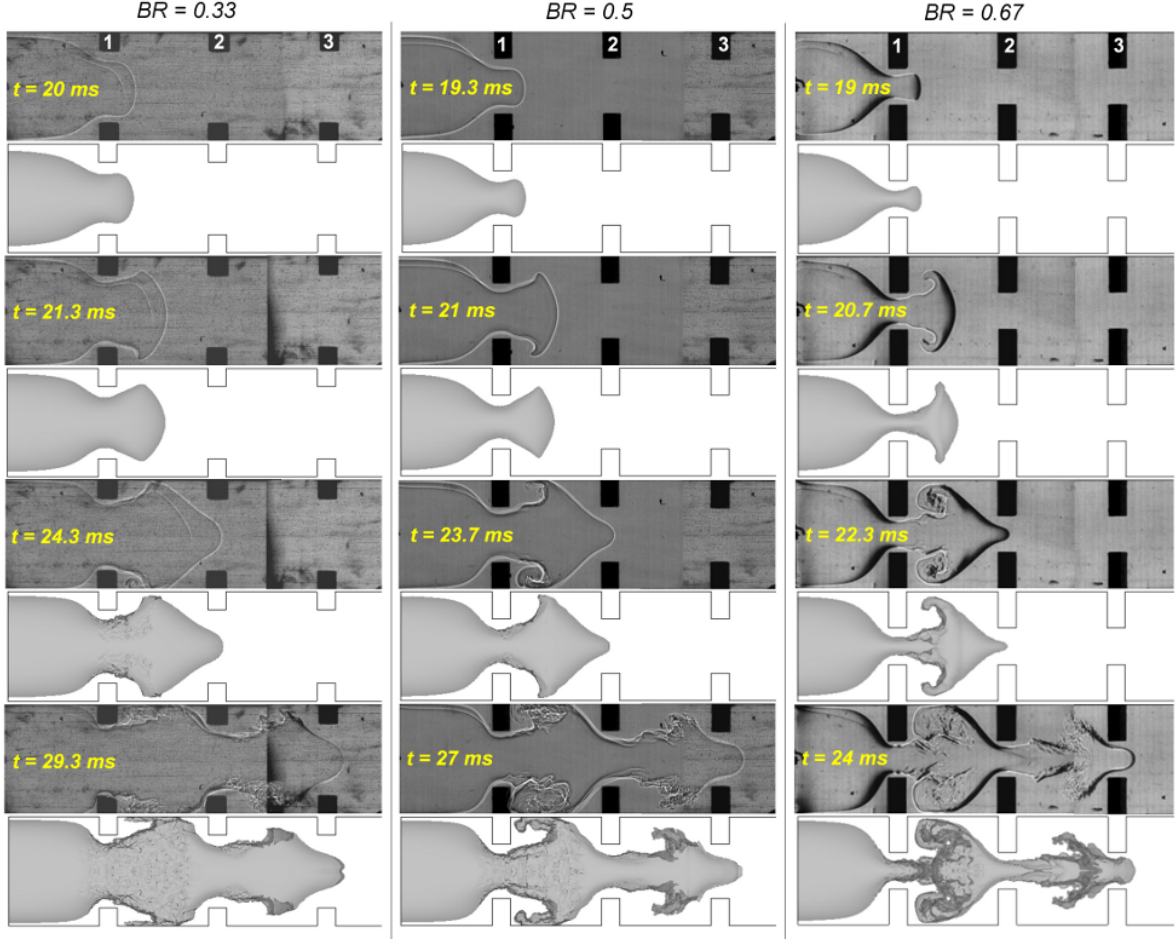 BR = 0.33 BR = 0.5 BR = 0.67
1 2 3 1 2 3 1 2 3
t = 20 ms t = 19.3 ms t = 19 ms
t = 21.3 ms t = 21 ms t = 20.7 ms
t = 24.3 ms t = 23.7 ms t = 22.3 ms
t = 29.3 ms t = 27 ms t = 24 ms